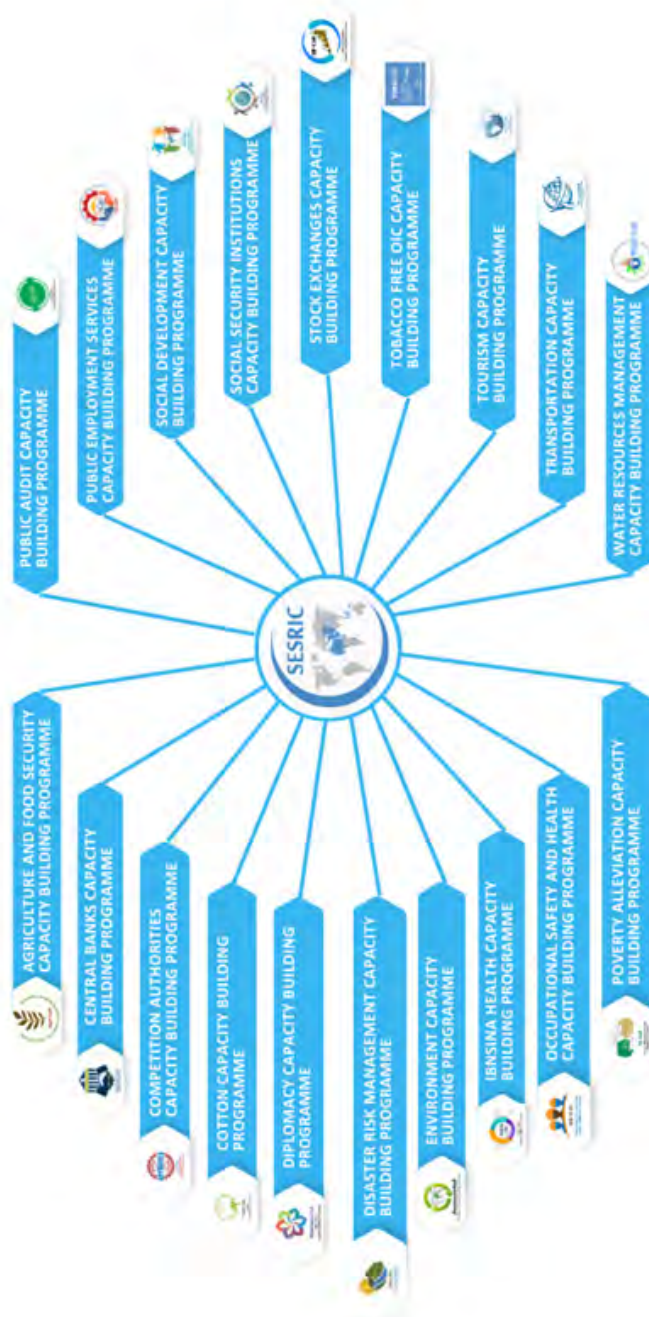 AGRICULTURE AND FOOD SECURITY
CAPACITY BUILDING PROGRAMME
CENTRAL BANKS CAPACITY
BUILDING PROGRAMME
COMPETITION AUTHORITIES
CAPACITY BUILDING PROGRAMME
COTTON CAPACITY BUILDING
PROGRAMME
DIPLOMACY CAPACITY BUILDING
PROGRAMME
DISASTER RISK MANAGEMENT CAPACITY
BUILDING PROGRAMME
ENVIRONMENT CAPACITY
BUILDING PROGRAMME
IBNSINA HEALTH CAPACITY
BUILDING PROGRAMME
OCCUPATIONAL SAFETY AND HEALTH
CAPACITY BUILDING PROGRAMME
POVERTY ALLEVIATION CAPACITY
BUILDING PROGRAMME
SESRIC
PUBLIC AUDIT CAPACITY
BUILDING PROGRAMME
PUBLIC EMPLOYMENT SERVICES
CAPACITY BUILDING PROGRAMME
SOCIAL DEVELOPMENT CAPACITY
BUILDING PROGRAMME
SOCIAL SECURITY INSTITUTIONS
CAPACITY BUILDING PROGRAMME
STOCK EXCHANGES CAPACITY
BUILDING PROGRAMME
TOBACCO FREE OIC CAPACITY
BUILDING PROGRAMME
TOURISM CAPACITY
BUILDING PROGRAMME
TRANSPORTATION CAPACITY
BUILDING PROGRAMME
WATER RESOURCES MANAGEMENT
CAPACITY BUILDING PROGRAMME